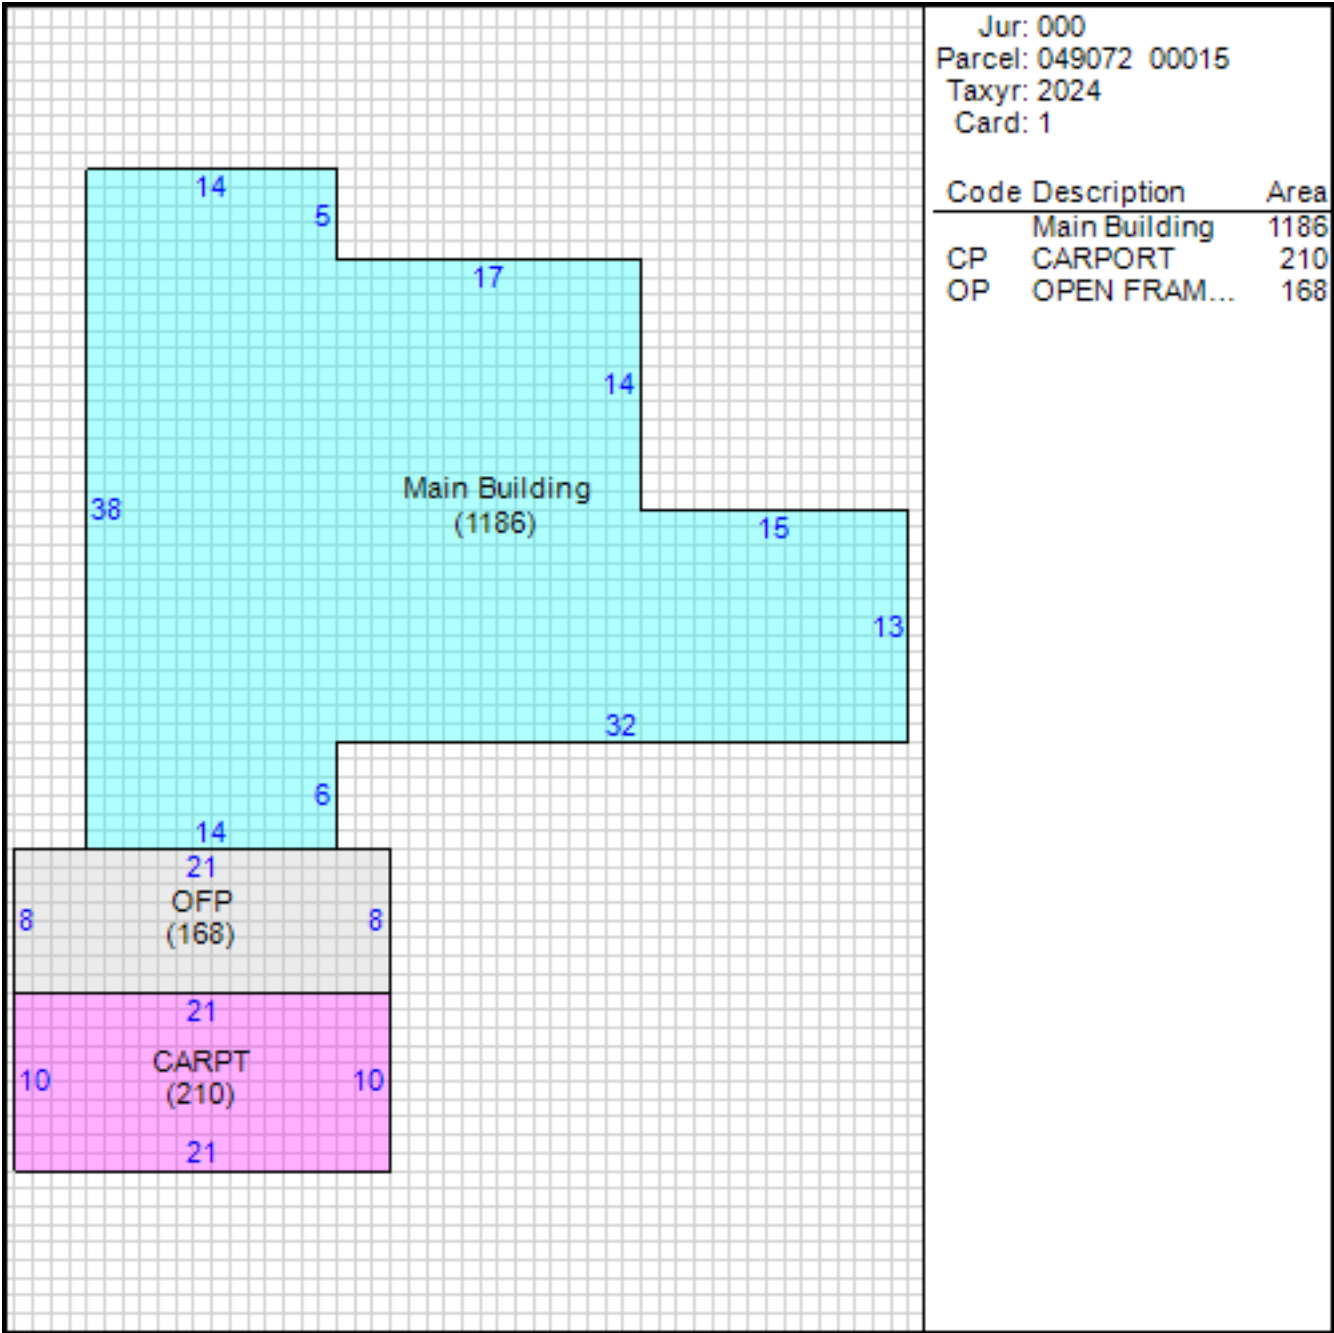 Jur: 000
Parcel: 049072 00015
Taxyr: 2024
Card: 1
Code Description Area
Main Building 1186
CP CARPORT 210
OP OPEN FRAM... 168
14
5
17
14
38
Main Building
(1186)
15
13
32
6
14
21
OFP
(168)
8
8
21
CARPT
(210)
10
10
21